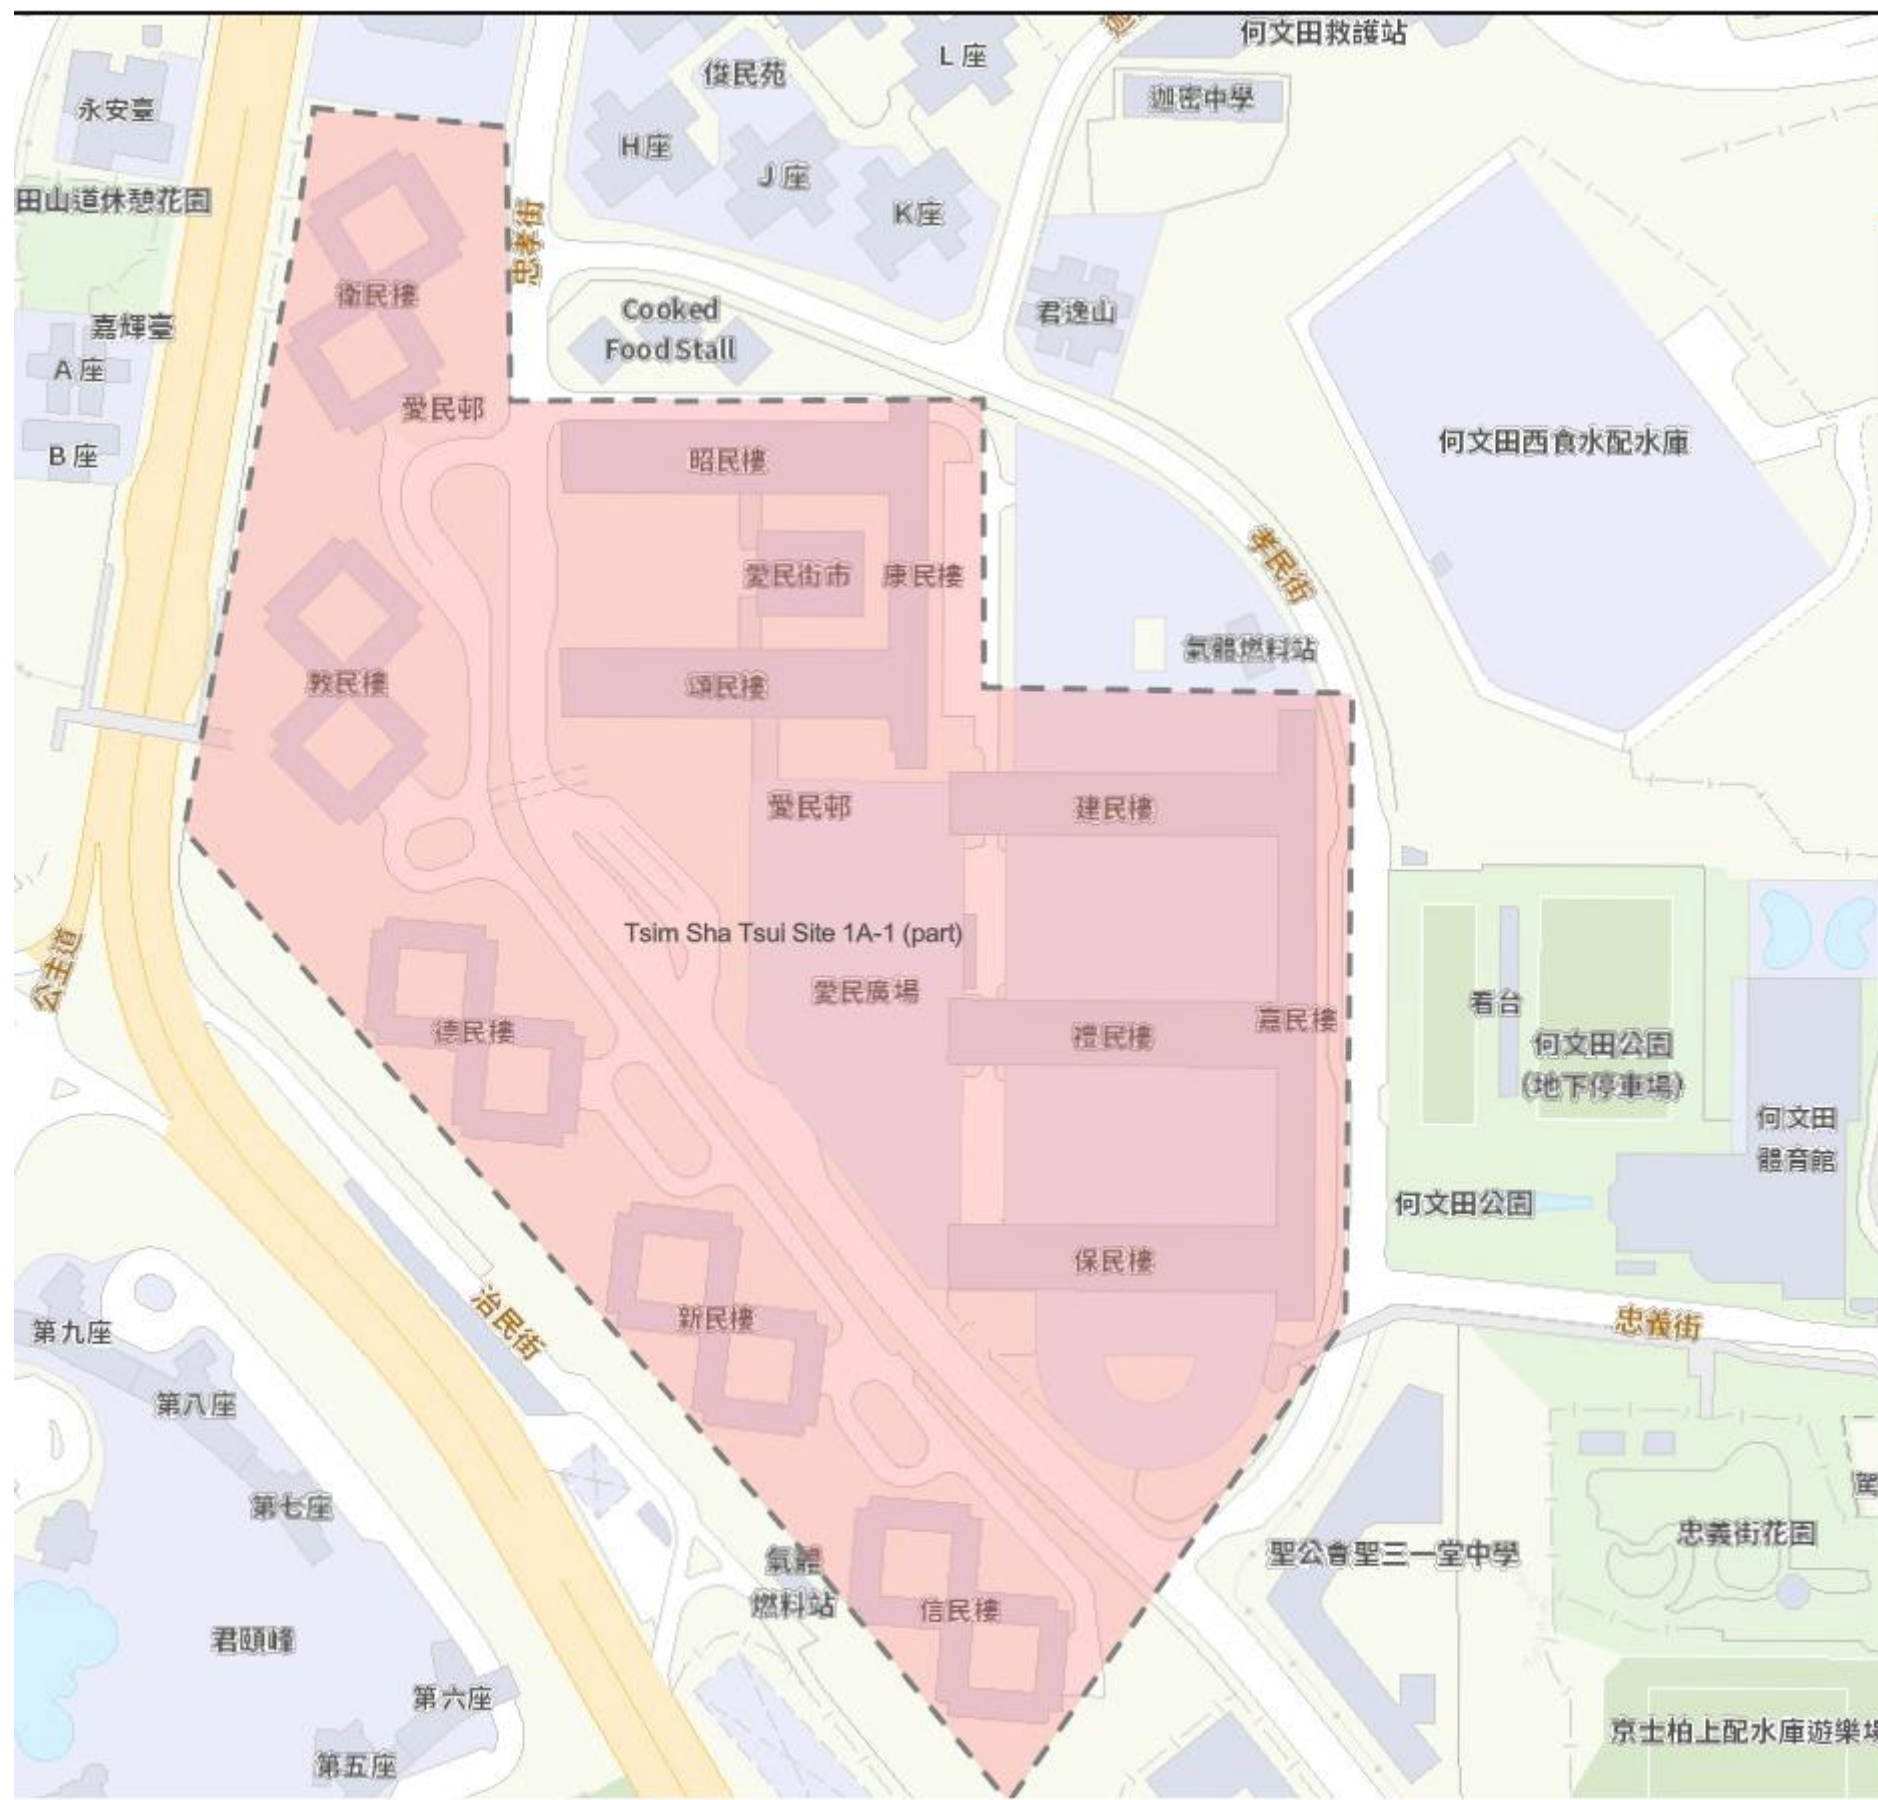 何文田救護站
L座
俊民苑
迦密中學
永安臺
H座
J座
田山道休憩花園
K座
忠孝街
衛民樓
Cooked
Food Stall
君逸山
嘉輝臺
A座
愛民邨
B座
昭民樓
何文田西食水配水庫
愛民街市
康民樓
孝民街
氣體燃料站
敦民樓
頌民樓
愛民邨
建民樓
Tsim Sha Tsui Site 1A-1 (part)
公主道
愛民廣場
看台
德民樓
禮民樓
嘉民樓
何文田公園
(地下停車場)
何文田
體育館
何文田公園
保民樓
治民街
新民樓
忠義街
第九座
第八座
第七座
忠義街花園
聖公會聖三一堂中學
氣體
燃料站
信民樓
君頤峰
第六座
京士柏上配水庫遊樂場
第五座